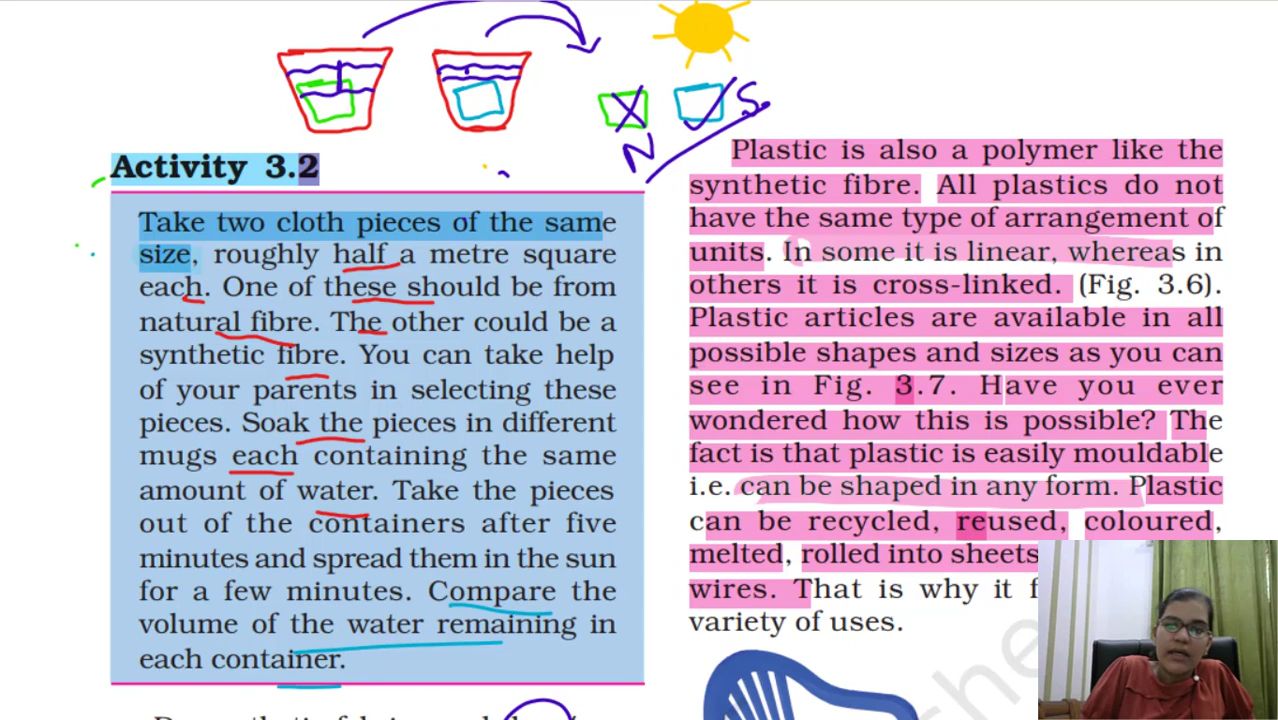 S.
N
Activity 3.2
Take two cloth pieces of the same
size, roughly half a metre square
each. One of these should be from
natural fibre. The other could be a
synthetic fibre. You can take help
of your parents in selecting these
pieces. Soak the pieces in different
mugs each containing the same
amount of water. Take the pieces
out of the containers after five
minutes and spread them in the sun
for a few minutes. Compare the
volume of the water remaining in
each container.
Plastic is also a polymer like the
synthetic fibre. All plastics do not
have the same type of arrangement of
units. In some it is linear, whereas in
others it is cross-linked. (Fig. 3.6).
Plastic articles are available in all
possible shapes and sizes as you can
see in Fig. 3.7. Have you ever
wondered how this is possible? The
fact is that plastic is easily mouldable
i.e. can be shaped in any form. Plastic
can be recycled, reused, coloured,
melted, rolled into sheets
wires. That is why it f
variety of uses.
she